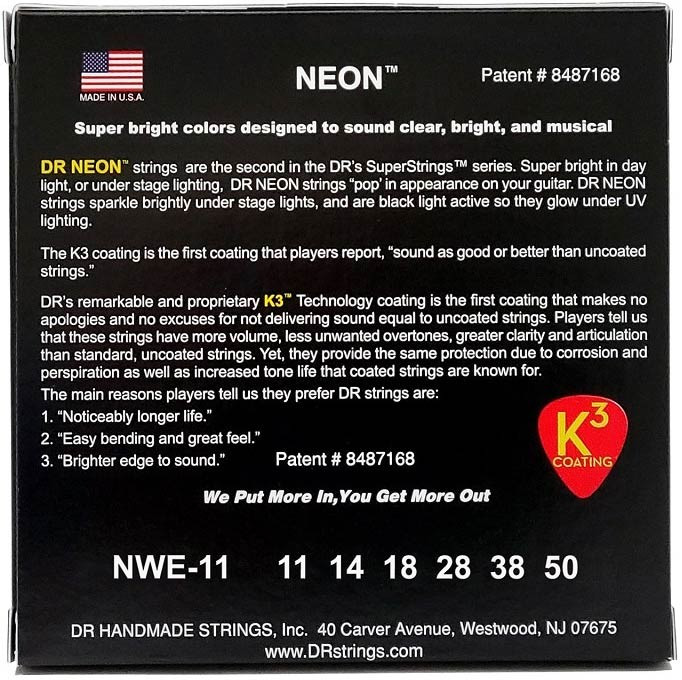 NEON™ Patent # 8487168
MADE IN U.S.A.
Super bright colors designed to sound clear, bright, and musical
DR NEON™ strings are the second in the DR's SuperStrings™ series. Super bright in day
light, or under stage lighting, DR NEON strings “pop’ in appearance on your guitar. DR NEON
strings sparkle brightly under stage lights, and are black light active so they glow under UV
lighting.
The K3 coating is the first coating that players report, “sound as good or better than uncoated
strings.”
DR's remarkable and proprietary K3™ Technology coating is the first coating that makes no
apologies and no excuses for not delivering sound equal to uncoated strings. Players tell us
that these strings have more volume, less unwanted overtones, greater clarity and articulation
than standard, uncoated strings. Yet, they provide the same protection due to corrosion and
perspiration as well as increased tone life that coated strings are known for.
The main reasons players tell us they prefer DR strings are:
1. “Noticeably longer life.”
2. “Easy bending and great feel.”
3. “Brighter edge to sound.” Patent # 8487168
K3
COATING
We Put More In,You Get More Out
NWE-11 11 14 18 28 38 50
DR HANDMADE STRINGS, Inc. 40 Carver Avenue, Westwood, NJ 07675
www.DRstrings.com